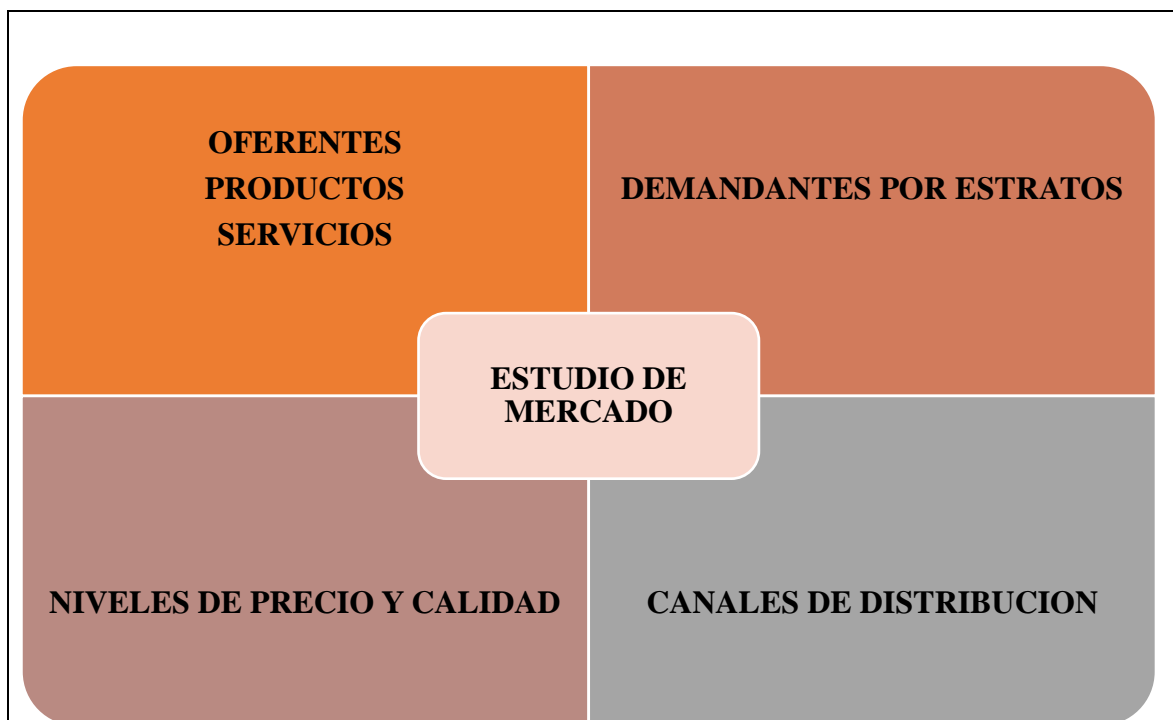 OFERENTES
PRODUCTOS
SERVICIOS
DEMANDANTES POR ESTRATOS
ESTUDIO DE
MERCADO
NIVELES DE PRECIO Y CALIDAD
CANALES DE DISTRIBUCION